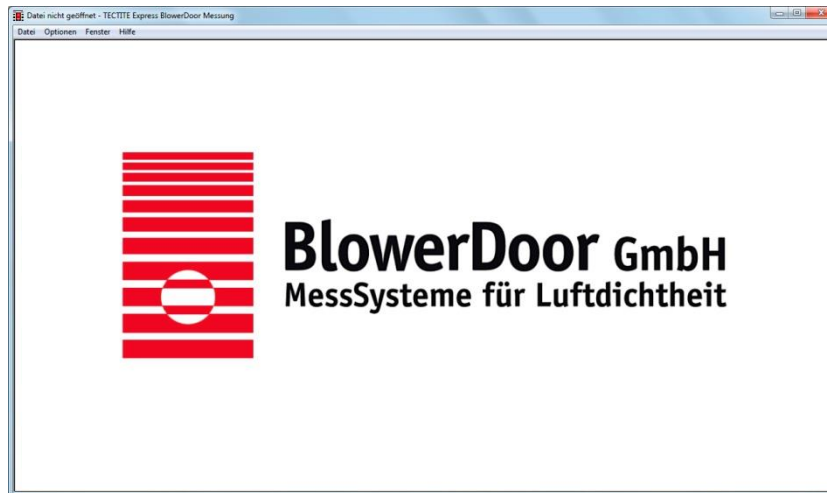 Datei nicht geöffnet - TECTITE Express BlowerDoor Messung
Datei Optionen Fenster Hilfe
BlowerDoor GmbH
MessSysteme für Luftdichtheit